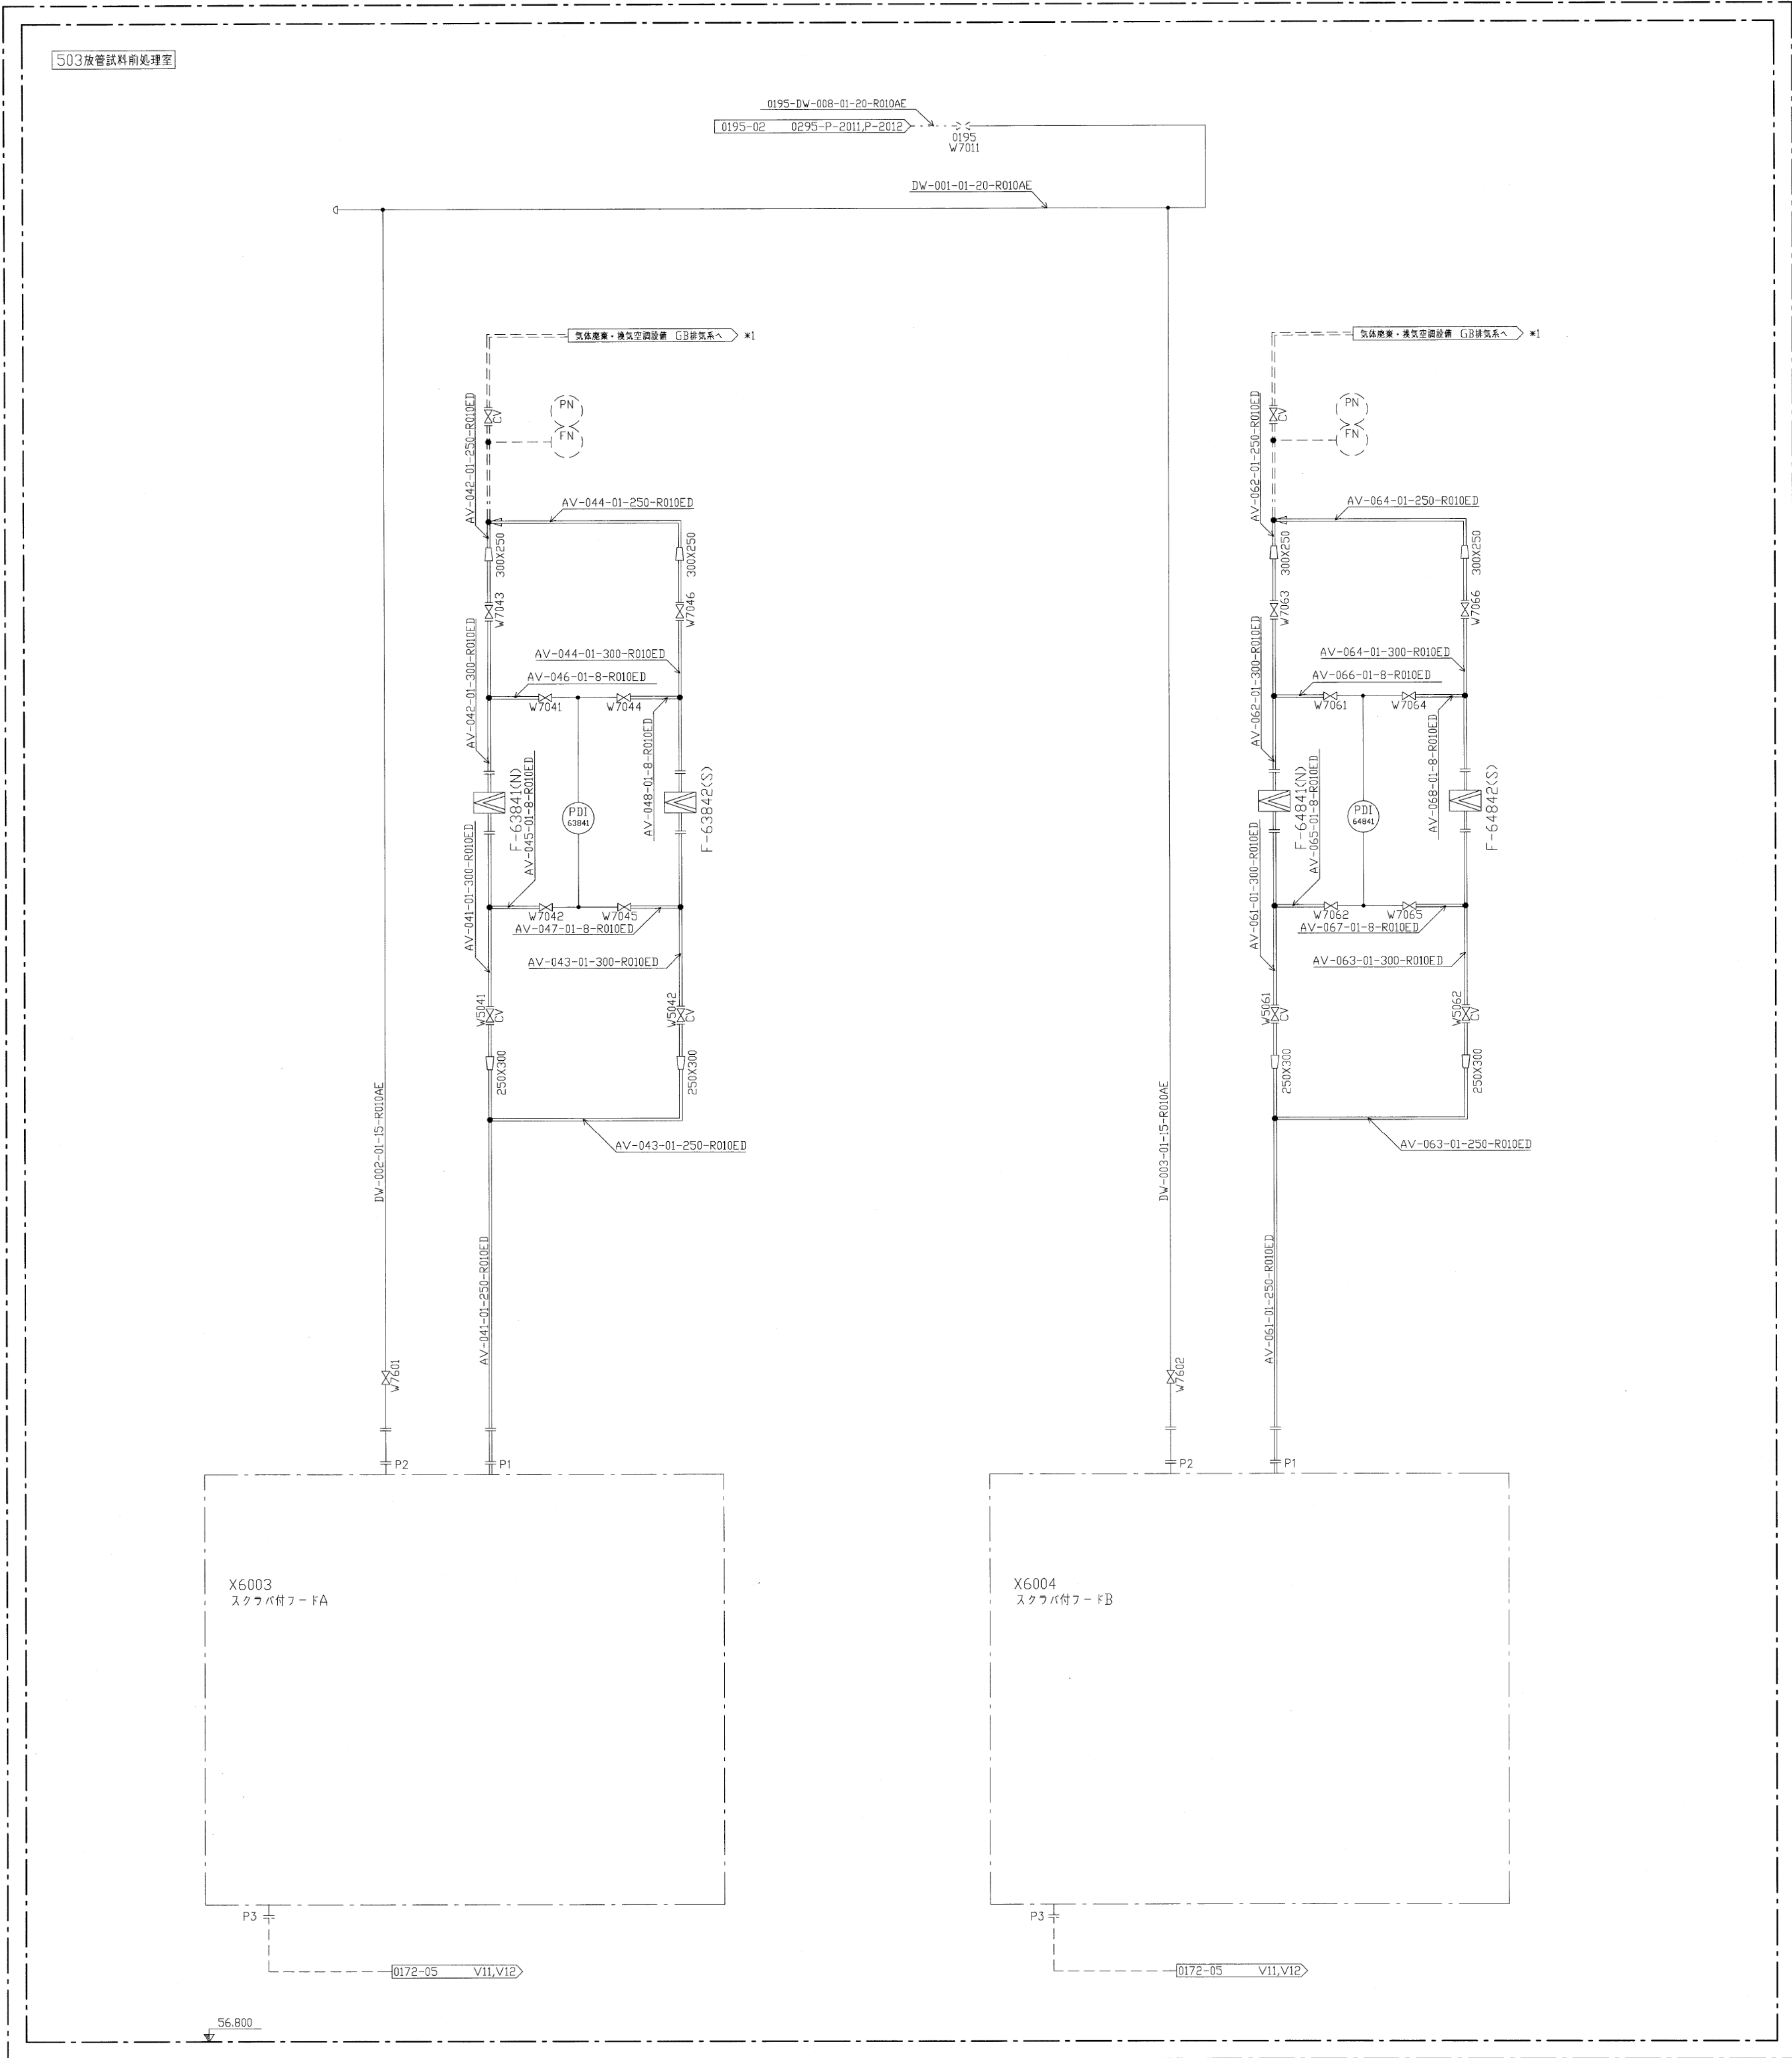 503放管試料前処理室
0195-DW-008-01-20-R010AE
0195-02 0295-P-2011,P-2012
0195
W7011
DW-001-01-20-R010AE
気体廃棄・換気空調設備 GB排気系へ
*1
PN
FN
CV
AV-042-01-250-R010ED
AV-044-01-250-R010ED
300X250
300X250
W7043
W7046
AV-042-01-300-R010ED
AV-044-01-300-R010ED
AV-046-01-8-R010ED
W7041
W7044
AV-048-01-8-R010ED
F-63841(N)
AV-045-01-8-R010ED
PDI
63841
F-63842(S)
AV-041-01-300-R010ED
W7042
W7045
AV-047-01-8-R010ED
AV-043-01-300-R010ED
W5041
CV
W5042
CV
250X300
250X300
AV-043-01-250-R010ED
DW-002-01-15-R010AE
AV-041-01-250-R010ED
W7601
P2
P1
X6003
スクラバ付フードA
P3
0172-05 V11,V12
気体廃棄・換気空調設備 GB排気系へ
*1
PN
FN
CV
AV-062-01-250-R010ED
AV-064-01-250-R010ED
300X250
300X250
W7063
W7066
AV-062-01-300-R010ED
AV-064-01-300-R010ED
AV-066-01-8-R010ED
W7061
W7064
AV-068-01-8-R010ED
F-64841(N)
AV-065-01-8-R010ED
PDI
64841
F-64842(S)
AV-061-01-300-R010ED
W7062
W7065
AV-067-01-8-R010ED
AV-063-01-300-R010ED
W5061
CV
W5062
CV
250X300
250X300
AV-063-01-250-R010ED
DW-003-01-15-R010AE
AV-061-01-250-R010ED
W7602
P2
P1
X6004
スクラバ付フードB
P3
0172-05 V11,V12
56.800